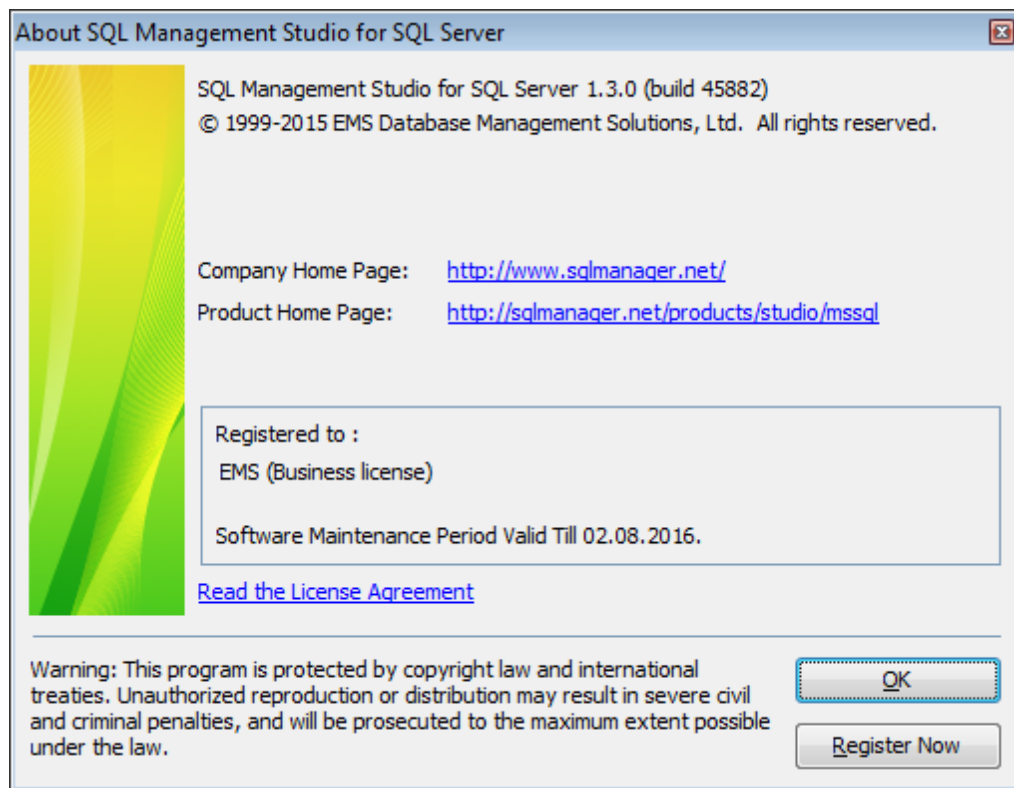 About SQL Management Studio for SQL Server
SQL Management Studio for SQL Server 1.3.0 (build 45882)
© 1999-2015 EMS Database Management Solutions, Ltd.  All rights reserved.
Company Home Page: http://www.sqlmanager.net/
Product Home Page: http://sqlmanager.net/products/studio/mssql
Registered to :
EMS (Business license)
Software Maintenance Period Valid Till 02.08.2016.
Read the License Agreement
Warning: This program is protected by copyright law and international
treaties. Unauthorized reproduction or distribution may result in severe civil
and criminal penalties, and will be prosecuted to the maximum extent possible
under the law.
OK
Register Now